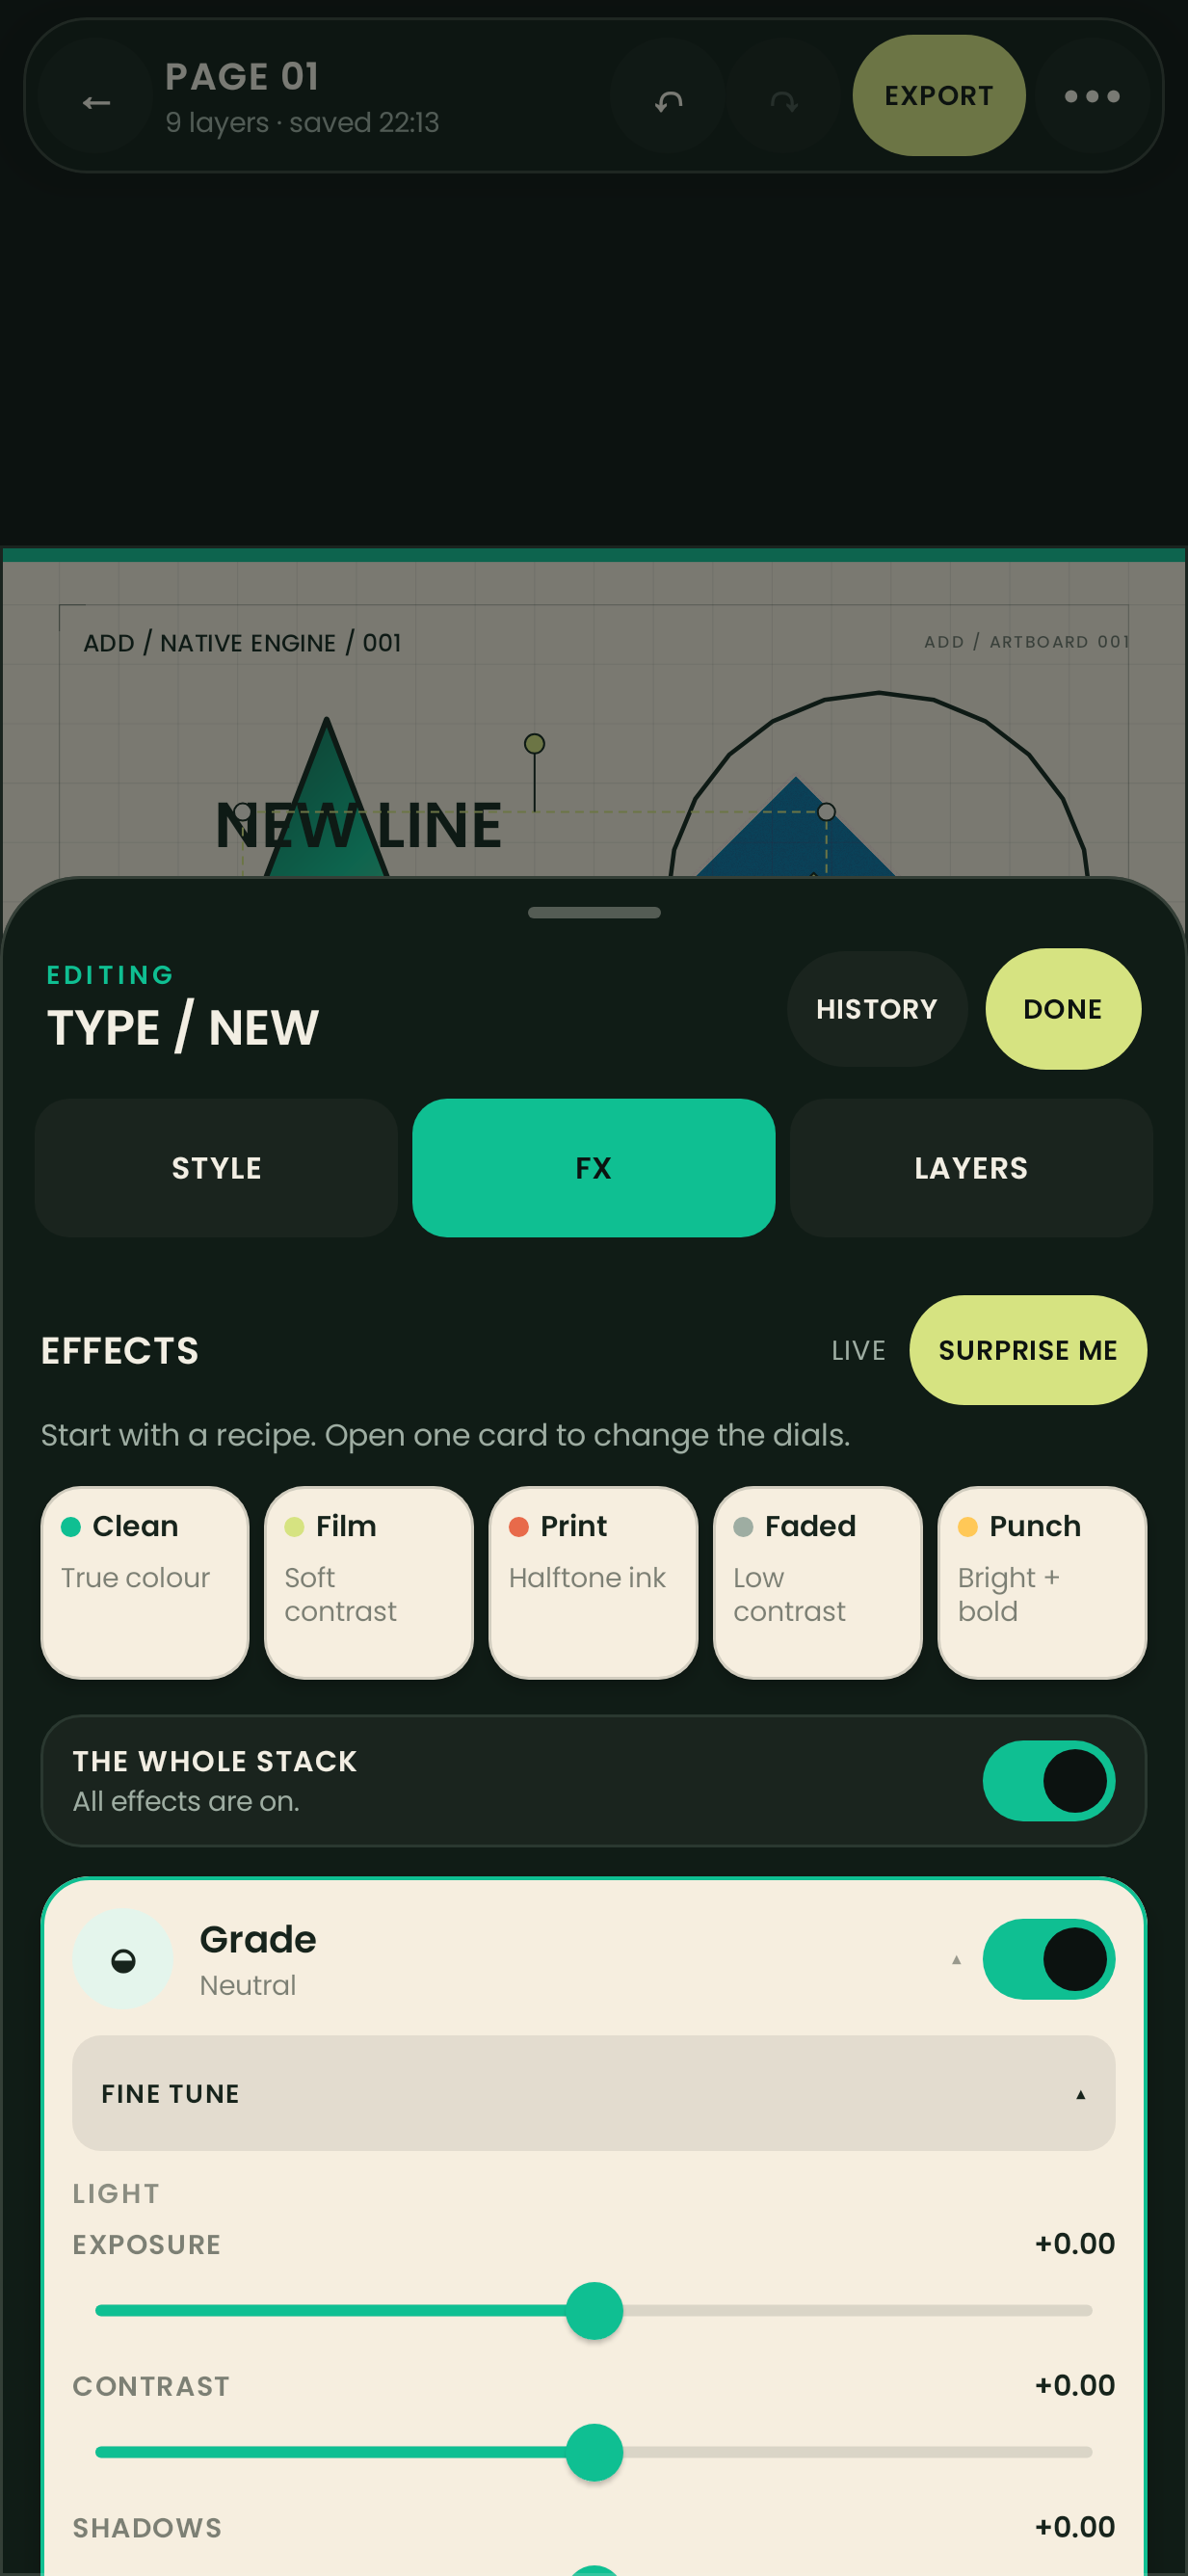 PAGE 01
9 layers · saved 22:13
EXPORT
ADD / NATIVE ENGINE / 001
ADD / ARTBOARD 001
NEW LINE
EDITING
TYPE / NEW
HISTORY
DONE
STYLE
FX
LAYERS
EFFECTS
LIVE
SURPRISE ME
Start with a recipe. Open one card to change the dials.
Clean
True colour
Film
Soft
contrast
Print
Halftone ink
Faded
Low
contrast
Punch
Bright +
bold
THE WHOLE STACK
All effects are on.
Grade
Neutral
FINE TUNE
LIGHT
EXPOSURE
+0.00
CONTRAST
+0.00
SHADOWS
+0.00